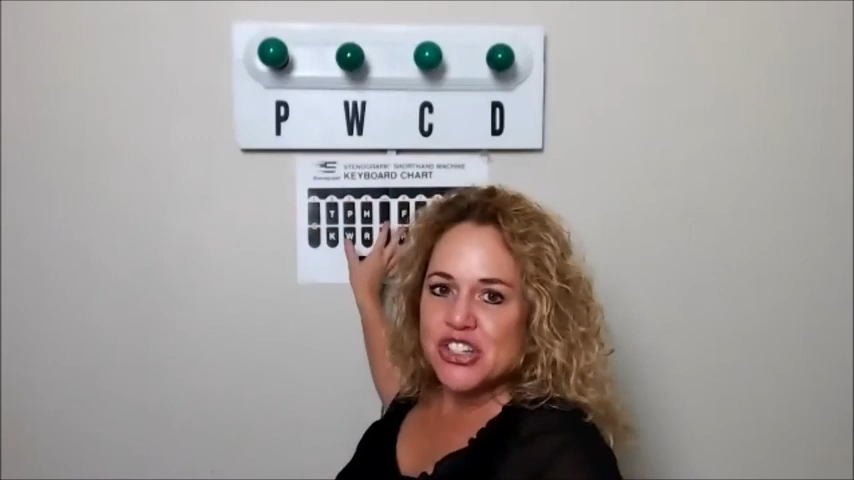 P W C D
STENOGRAPH SHORTHAND MACHINE
KEYBOARD CHART
T P H F
K W R